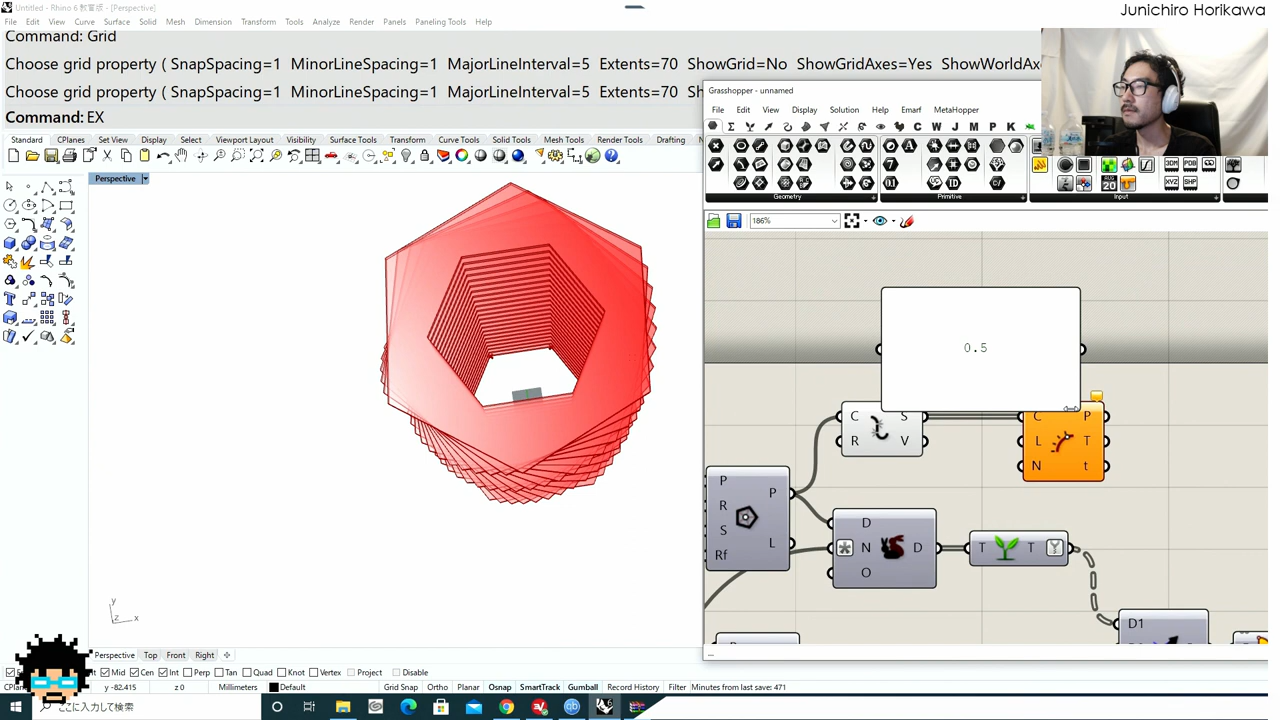 Untitled - Rhino 6 教育版 - [Perspective]
Junichiro Horikawa
File Edit View Curve Surface Solid Mesh Dimension Transform Tools Analyze Render Panels Paneling Tools Help
Command: Grid
Choose grid property ( SnapSpacing=1 MinorLineSpacing=1 MajorLineInterval=5 Extents=70 ShowGrid=No ShowGridAxes=Yes ShowWorldAxe
Choose grid property ( SnapSpacing=1 MinorLineSpacing=1 MajorLineInterval=5 Extents=70 Sh
Command: EX
Standard CPlanes Set View Display Select Viewport Layout Visibility Surface Tools Transform Curve Tools Solid Tools Mesh Tools Render Tools Drafting
Perspective
Grasshopper - unnamed
File Edit View Display Solution Help Emarf MetaHopper
Geometry Primitive Input
186%
0.5
C S
R V
C P
L T
N t
P
R P
S
Rf L
D
N D
O
T T
D1
y
z x
Perspective Top Front Right
Mid Cen Int Perp Tan Quad Knot Vertex Project Disable
CPlan y -82.415 z 0 Millimeters Default Grid Snap Ortho Planar Osnap SmartTrack Gumball Record History Filter Minutes from last save: 471
ここに入力して検索